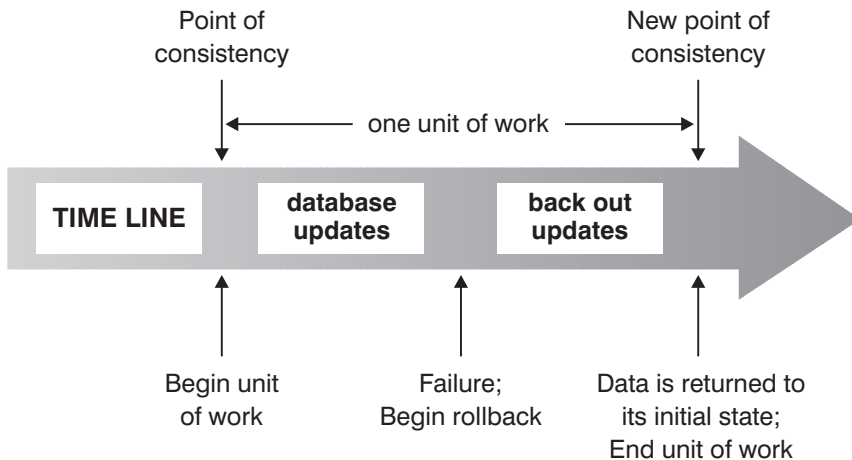 Point of
consistency
New point of
consistency
one unit of work
TIME LINE
database
updates
back out
updates
Begin unit
of work
Failure;
Begin rollback
Data is returned to
its initial state;
End unit of work